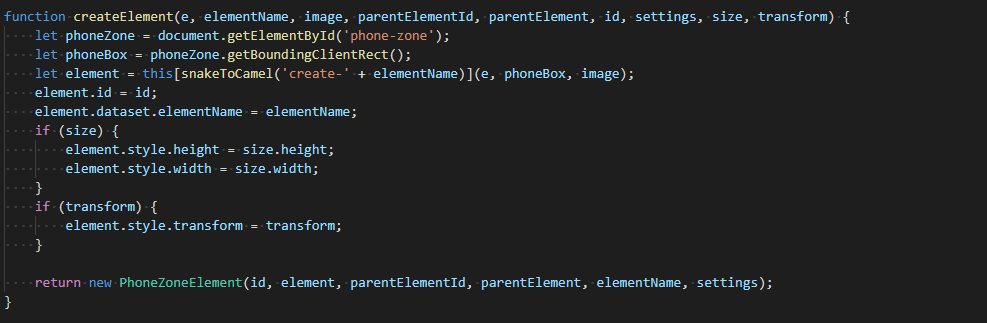 function createElement(e, elementName, image, parentElementId, parentElement, id, settings, size, transform) {
    let phoneZone = document.getElementById('phone-zone');
    let phoneBox = phoneZone.getBoundingClientRect();
    let element = this[snakeToCamel('create-' + elementName)](e, phoneBox, image);
    element.id = id;
    element.dataset.elementName = elementName;
    if (size) {
        element.style.height = size.height;
        element.style.width = size.width;
    }
    if (transform) {
        element.style.transform = transform;
    }

    return new PhoneZoneElement(id, element, parentElementId, parentElement, elementName, settings);
}